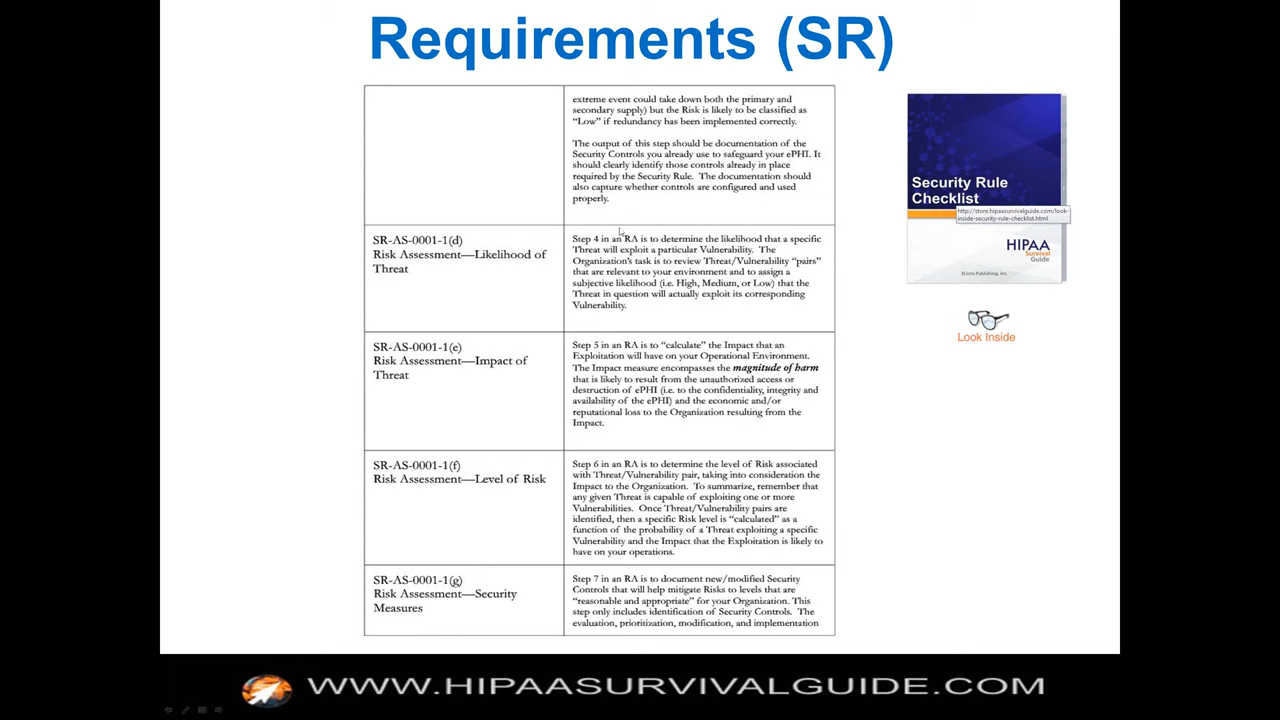 Requirements (SR)
extreme event could take down both the primary and
secondary supply) but the Risk is likely to be classified as
“Low” if redundancy has been implemented correctly.
The output of this step should be documentation of the
Security Controls you already use to safeguard your ePHI. It
should clearly identify those controls already in place
required by the Security Rule. The documentation should
also capture whether controls are configured and used
properly.
SR-AS-0001-1(d)
Risk Assessment—Likelihood of
Threat
Step 4 in an RA is to determine the likelihood that a specific
Threat will exploit a particular Vulnerability. The
Organization’s task is to review Threat/Vulnerability “pairs”
that are relevant to your environment and to assign a
subjective likelihood (i.e. High, Medium, or Low) that the
Threat in question will actually exploit its corresponding
Vulnerability.
SR-AS-0001-1(e)
Risk Assessment—Impact of
Threat
Step 5 in an RA is to “calculate” the Impact that an
Exploitation will have on your Operational Environment.
The Impact measure encompasses the magnitude of harm
that is likely to result from the unauthorized access or
destruction of ePHI (i.e. to the confidentiality, integrity and
availability of the ePHI) and the economic and/or
reputational loss to the Organization resulting from the
Impact.
SR-AS-0001-1(f)
Risk Assessment—Level of Risk
Step 6 in an RA is to determine the level of Risk associated
with Threat/Vulnerability pair, taking into consideration the
Impact to the Organization. To summarize, remember that
any given Threat is capable of exploiting one or more
Vulnerabilities. Once Threat/Vulnerability pairs are
identified, then a specific Risk level is “calculated” as a
function of the probability of a Threat exploiting a specific
Vulnerability and the Impact that the Exploitation is likely to
have on your operations.
SR-AS-0001-1(g)
Risk Assessment—Security
Measures
Step 7 in an RA is to document new/modified Security
Controls that will help mitigate Risks to levels that are
“reasonable and appropriate” for your Organization. This
step only includes identification of Security Controls. The
evaluation, prioritization, modification, and implementation
Security Rule
Checklist
http://store.hipaasurvivalguide.com/look-
inside-security-rule-checklist.html
HIPAA
Survival
Guide
3Lions Publishing, Inc.
Look Inside
WWW.HIPAASURVIVALGUIDE.COM